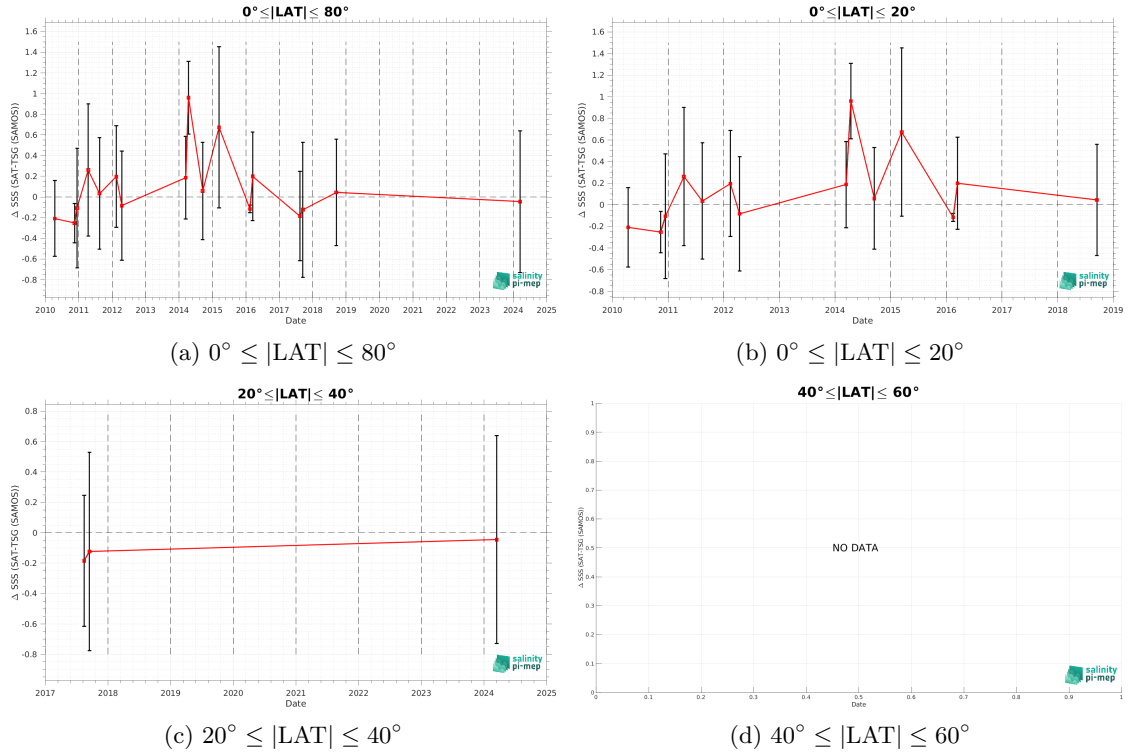 0°≤|LAT|≤ 80°
Δ SSS (SAT-TSG (SAMOS))
1.6
1.4
1.2
1
0.8
0.6
0.4
0.2
0
-0.2
-0.4
-0.6
-0.8
2010 2011 2012 2013 2014 2015 2016 2017 2018 2019 2020 2021 2022 2023 2024 2025
Date
salinity
pi-mep
(a) 0° ≤ |LAT| ≤ 80°
0°≤|LAT|≤ 20°
Δ SSS (SAT-TSG (SAMOS))
1.6
1.4
1.2
1
0.8
0.6
0.4
0.2
0
-0.2
-0.4
-0.6
-0.8
2010 2011 2012 2013 2014 2015 2016 2017 2018 2019
Date
salinity
pi-mep
(b) 0° ≤ |LAT| ≤ 20°
20°≤|LAT|≤ 40°
Δ SSS (SAT-TSG (SAMOS))
0.8
0.6
0.4
0.2
0
-0.2
-0.4
-0.6
-0.8
2017 2018 2019 2020 2021 2022 2023 2024 2025
Date
salinity
pi-mep
(c) 20° ≤ |LAT| ≤ 40°
40°≤|LAT|≤ 60°
Δ SSS (SAT-TSG (SAMOS))
1
0.9
0.8
0.7
0.6
0.5
0.4
0.3
0.2
0.1
0
NO DATA
0 0.1 0.2 0.3 0.4 0.5 0.6 0.7 0.8 0.9 1
Date
salinity
pi-mep
(d) 40° ≤ |LAT| ≤ 60°